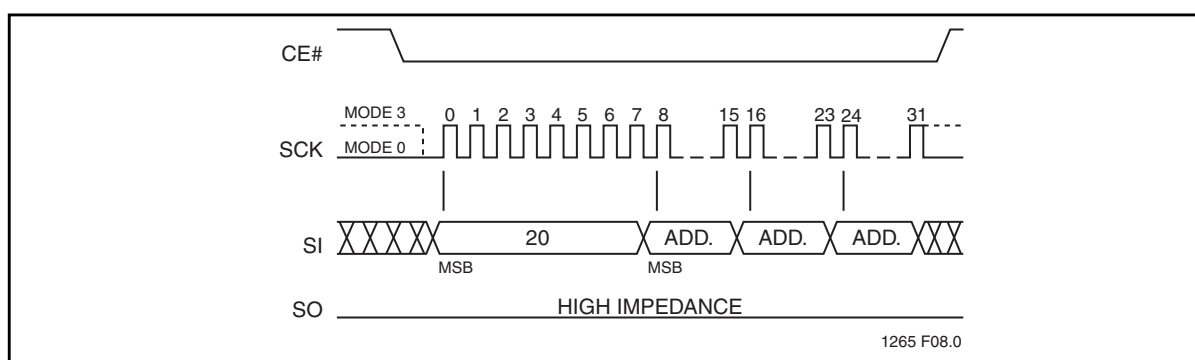 CE#
MODE 3
0 1 2 3 4 5 6 7 8 15 16 23 24 31
SCK
MODE 0
SI
20 ADD. ADD. ADD.
MSB MSB
SO
HIGH IMPEDANCE
1265 F08.0